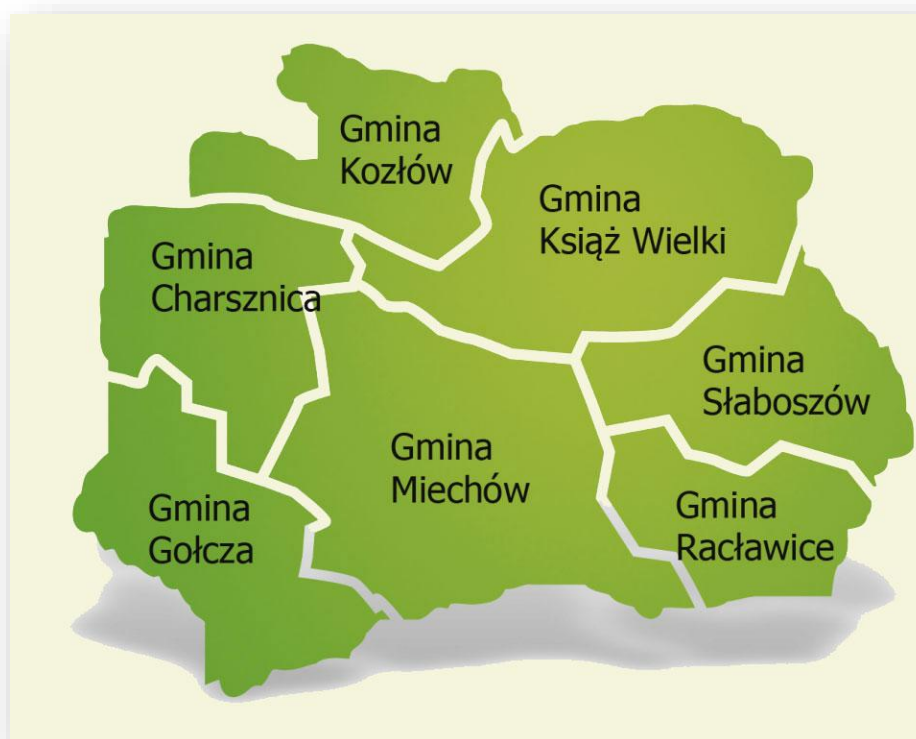 Gmina
Kozłów
Gmina
Książ Wielki
Gmina
Charsznica
Gmina
Słaboszów
Gmina
Miechów
Gmina
Gołcza
Gmina
Racławice